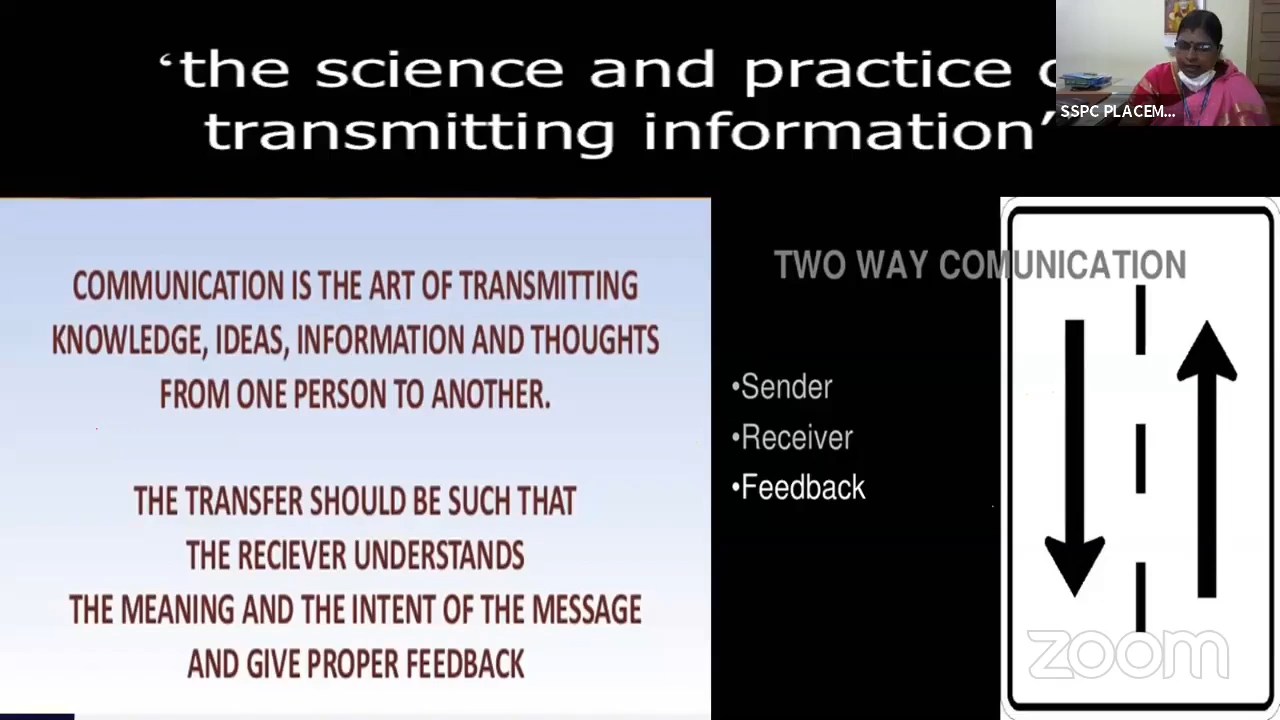 ‘the science and practice
transmitting information’
SSPC PLACEM...
COMMUNICATION IS THE ART OF TRANSMITTING
KNOWLEDGE, IDEAS, INFORMATION AND THOUGHTS
FROM ONE PERSON TO ANOTHER.
THE TRANSFER SHOULD BE SUCH THAT
THE RECIEVER UNDERSTANDS
THE MEANING AND THE INTENT OF THE MESSAGE
AND GIVE PROPER FEEDBACK
TWO WAY COMUNICATION
•Sender
•Receiver
•Feedback
zoom